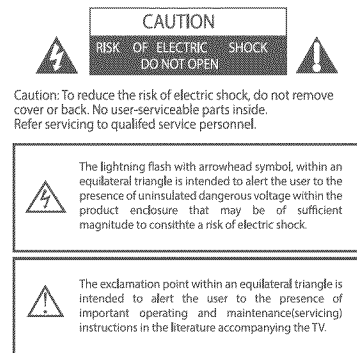 CAUTION
RISK OF ELECTRIC SHOCK
DO NOT OPEN
Caution: To reduce the risk of electric shock, do not remove
cover or back. No user-serviceable parts inside.
Refer servicing to qualifed service personnel.
The lightning flash with arrowhead symbol, within an
equilateral triangle is intended to alert the user to the
presence of uninsulated dangerous voltage within the
product enclosure that may be of sufficient
magnitude to consithte a risk of electric shock.
The exclamation point within an equilateral triangle is
intended to alert the user to the presence of
important operating and maintenance(servicing)
instructions in the literature accompanying the TV.